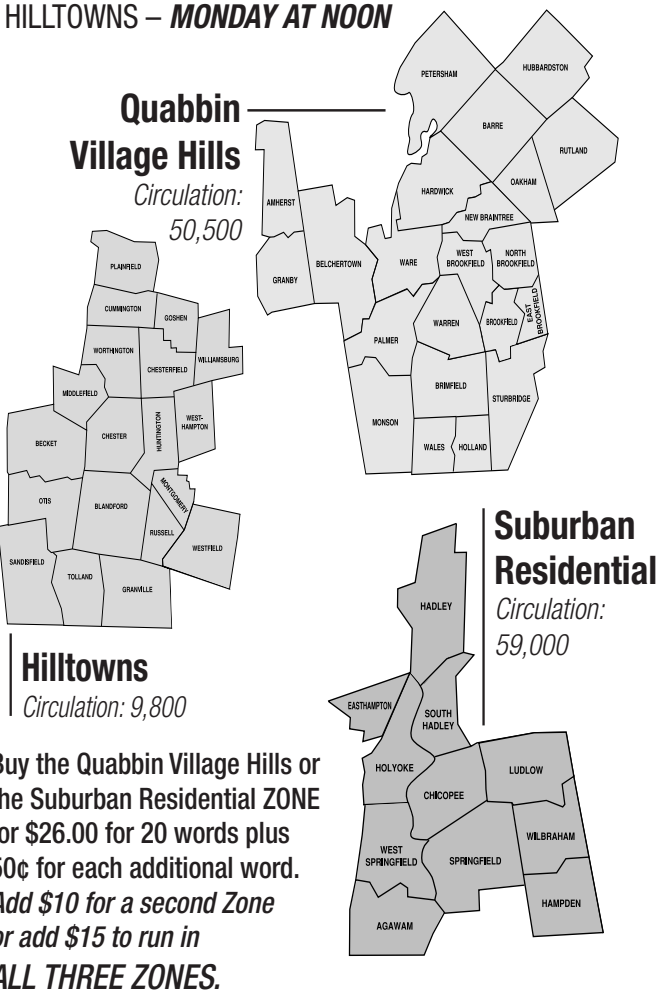 HILLTOWNS – MONDAY AT NOON
Quabbin
Village Hills
Circulation:
50,500
PETERSHAM
HUBBARDSTON
BARRE
RUTLAND
OAKHAM
HARDWICK
NEW BRAINTREE
AMHERST
BELCHERTOWN
GRANBY
WARE
WEST
BROOKFIELD
NORTH
BROOKFIELD
EAST
BROOKFIELD
BROOKFIELD
WARREN
PALMER
BRIMFIELD
STURBRIDGE
MONSON
WALES
HOLLAND
PLAINFIELD
CUMMINGTON
GOSHEN
WORTHINGTON
CHESTERFIELD
WILLIAMSBURG
MIDDLEFIELD
BECKET
CHESTER
HUNTINGTON
WEST-
HAMPTON
MONTGOMERY
OTIS
BLANDFORD
RUSSELL
WESTFIELD
SANDISFIELD
TOLLAND
GRANVILLE
Hilltowns
Circulation: 9,800
Suburban
Residential
Circulation:
59,000
HADLEY
EASTHAMPTON
SOUTH
HADLEY
HOLYOKE
CHICOPEE
LUDLOW
WEST
SPRINGFIELD
SPRINGFIELD
WILBRAHAM
HAMPDEN
AGAWAM
Buy the Quabbin Village Hills or
the Suburban Residential ZONE
for $26.00 for 20 words plus
50¢ for each additional word.
Add $10 for a second Zone
or add $15 to run in
ALL THREE ZONES.